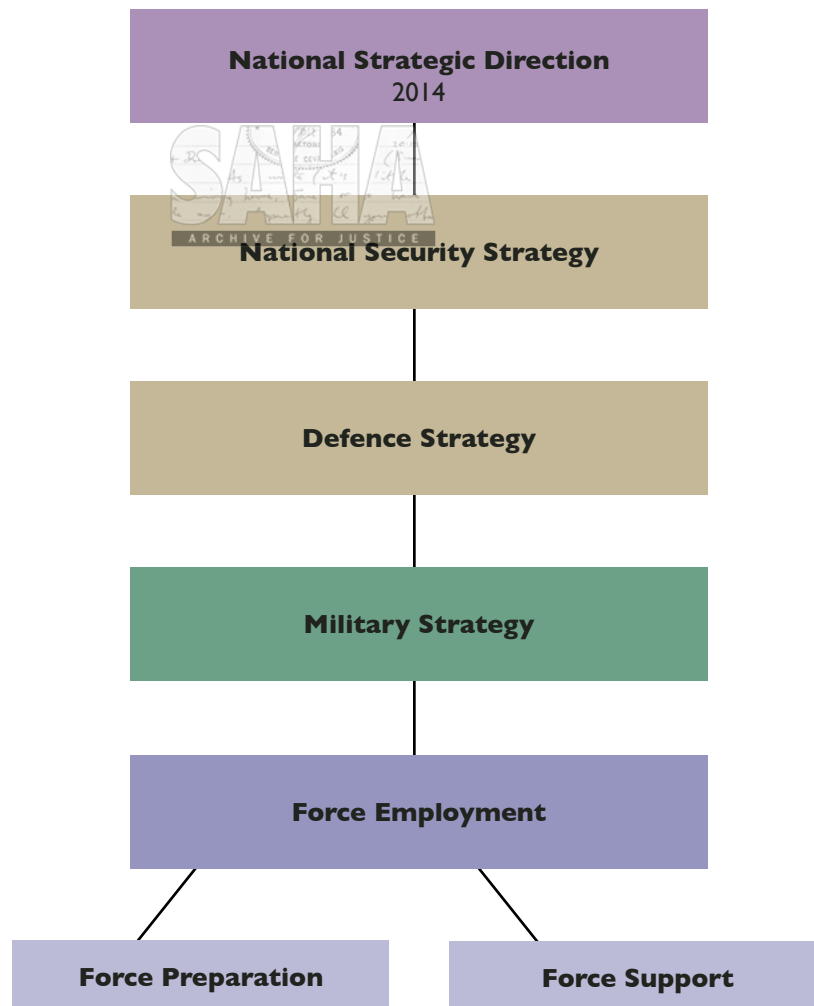 National Strategic Direction
2014
SAHA
ARCHIVE FOR JUSTICE
National Security Strategy
Defence Strategy
Military Strategy
Force Employment
Force Preparation
Force Support